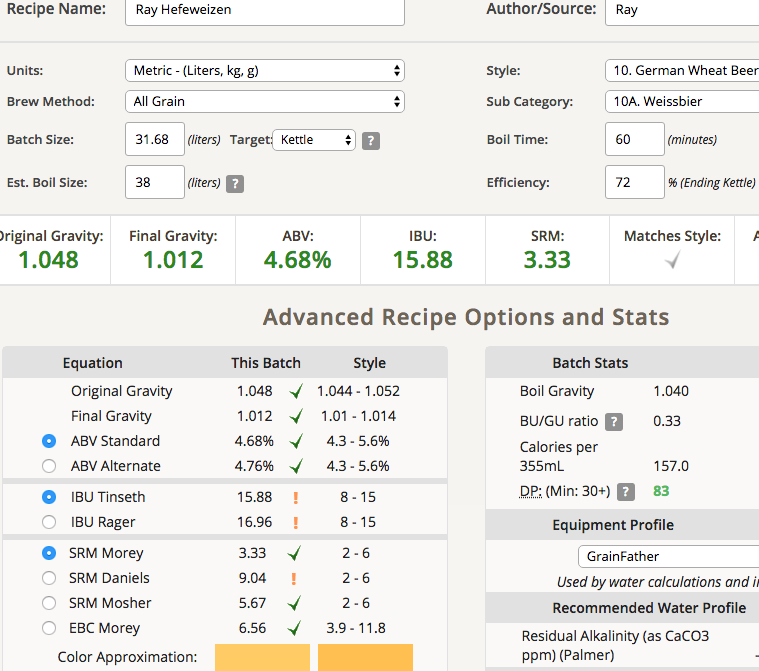 Recipe Name: Ray Hefeweizen Author/Source: Ray
Units: Metric - (Liters, kg, g) Style: 10. German Wheat Beer
Brew Method: All Grain Sub Category: 10A. Weissbier
Batch Size: 31.68 (liters) Target: Kettle ? Boil Time: 60 (minutes)
Est. Boil Size: 38 (liters) ? Efficiency: 72 % (Ending Kettle)
Original Gravity: Final Gravity: ABV: IBU: SRM: Matches Style:
1.048 1.012 4.68% 15.88 3.33
Advanced Recipe Options and Stats
Equation This Batch Style
Original Gravity 1.048 1.044 - 1.052
Final Gravity 1.012 1.01 - 1.014
ABV Standard 4.68% 4.3 - 5.6%
ABV Alternate 4.76% 4.3 - 5.6%
IBU Tinseth 15.88 ! 8 - 15
IBU Rager 16.96 ! 8 - 15
SRM Morey 3.33 2 - 6
SRM Daniels 9.04 ! 2 - 6
SRM Mosher 5.67 2 - 6
EBC Morey 6.56 3.9 - 11.8
Color Approximation:
Batch Stats
Boil Gravity 1.040
BU/GU ratio ? 0.33
Calories per
355mL 157.0
DP: (Min: 30+) ? 83
Equipment Profile
GrainFather
Used by water calculations and
Recommended Water Profile
Residual Alkalinity (as CaCO3
ppm) (Palmer)